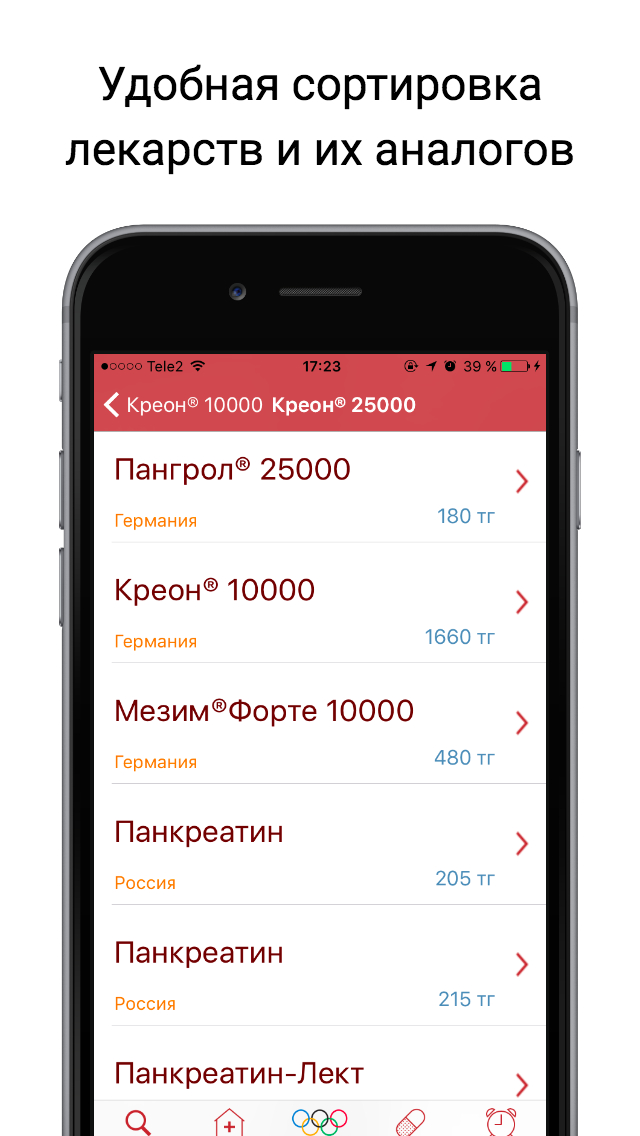 Удобная сортировка
лекарств и их аналогов
Tele2 17:23 39 %
Креон® 10000 Креон® 25000
Пангрол® 25000
Германия 180 тг
Креон® 10000
Германия 1660 тг
Мезим®Форте 10000
Германия 480 тг
Панкреатин
Россия 205 тг
Панкреатин
Россия 215 тг
Панкреатин-Лект